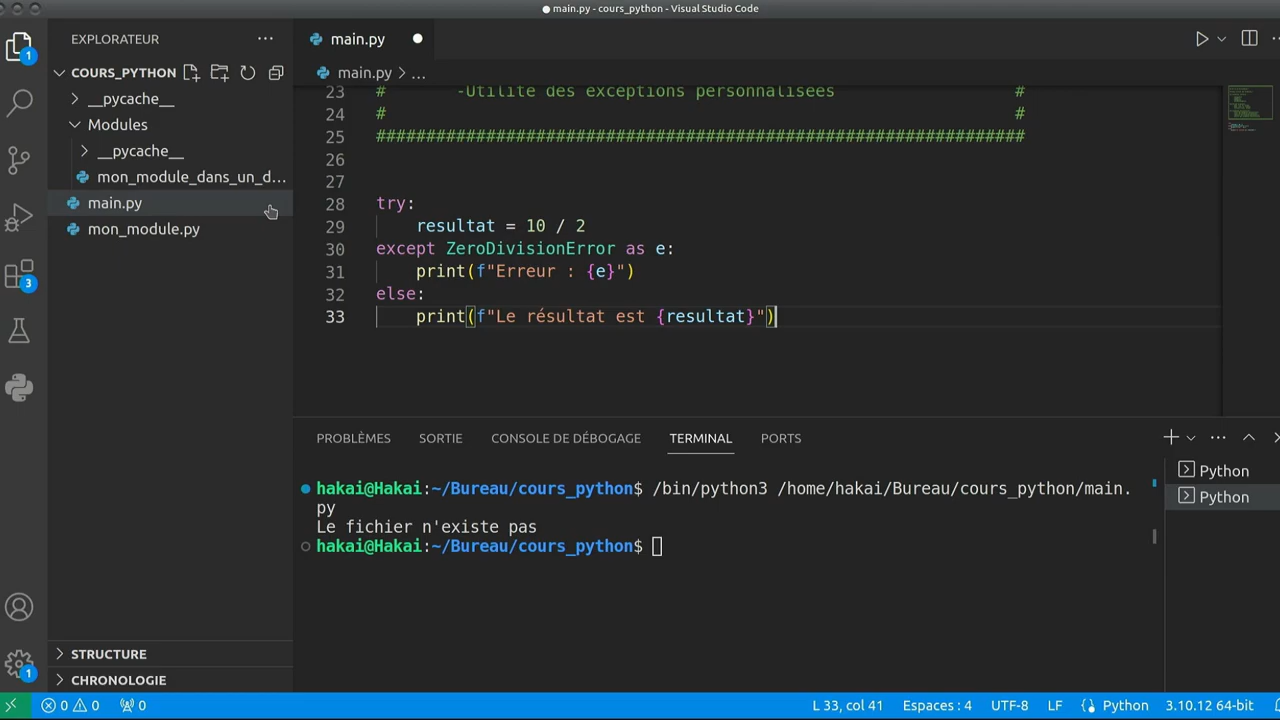 main.py - cours_python - Visual Studio Code
EXPLORATEUR
main.py
1
COURS_PYTHON
main.py > ...
__pycache__
Modules
__pycache__
mon_module_dans_un_d...
main.py
mon_module.py
3
23 # -Utilité des exceptions personnalisées #
24 # #
25 #################################################################
26
27
28 try:
29 resultat = 10 / 2
30 except ZeroDivisionError as e:
31 print(f"Erreur : {e}")
32 else:
33 print(f"Le résultat est {resultat}")
PROBLÈMES SORTIE CONSOLE DE DÉBOGAGE TERMINAL PORTS
hakai@Hakai:~/Bureau/cours_python$ /bin/python3 /home/hakai/Bureau/cours_python/main.
py
Le fichier n'existe pas
hakai@Hakai:~/Bureau/cours_python$
Python
Python
STRUCTURE
CHRONOLOGIE
1
0 0 0 L 33, col 41 Espaces : 4 UTF-8 LF Python 3.10.12 64-bit